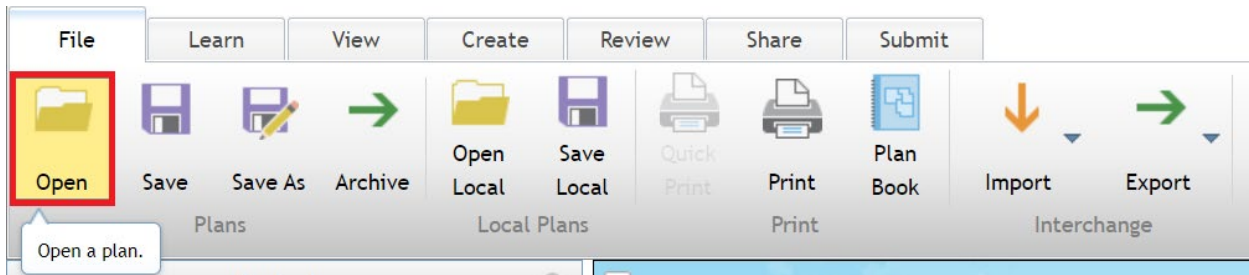 File Learn View Create Review Share Submit
Open Save Save As Archive Open Local Save Local Quick Print Print Plan Book Import Export
Plans Local Plans Print Interchange
Open a plan.